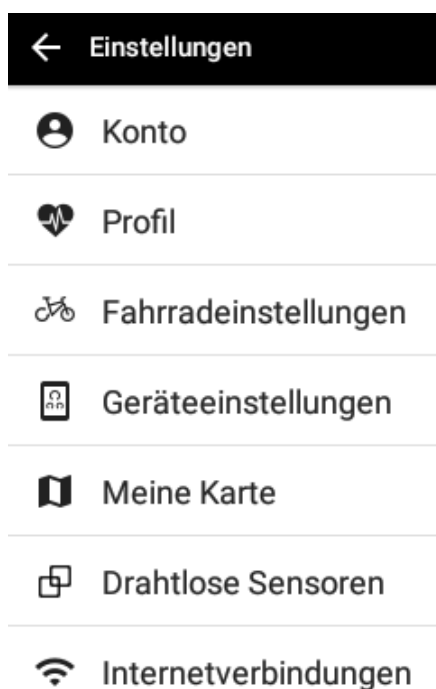 Einstellungen
Konto
Profil
Fahrradeinstellungen
Geräteeinstellungen
Meine Karte
Drahtlose Sensoren
Internetverbindungen